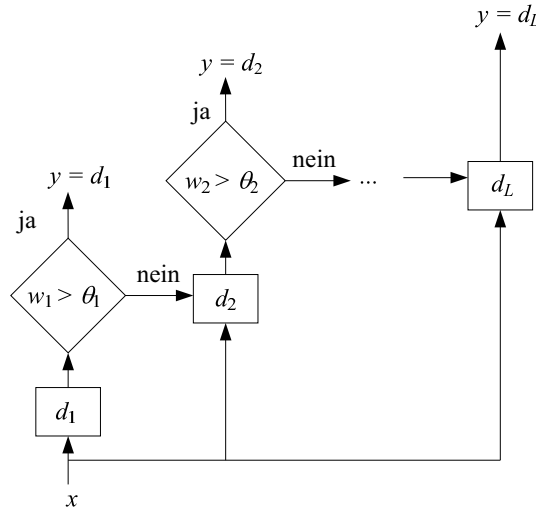 y = d_L
y = d_2
ja
w_2 > θ_2
nein
...
d_L
y = d_1
ja
w_1 > θ_1
nein
d_2
d_1
x